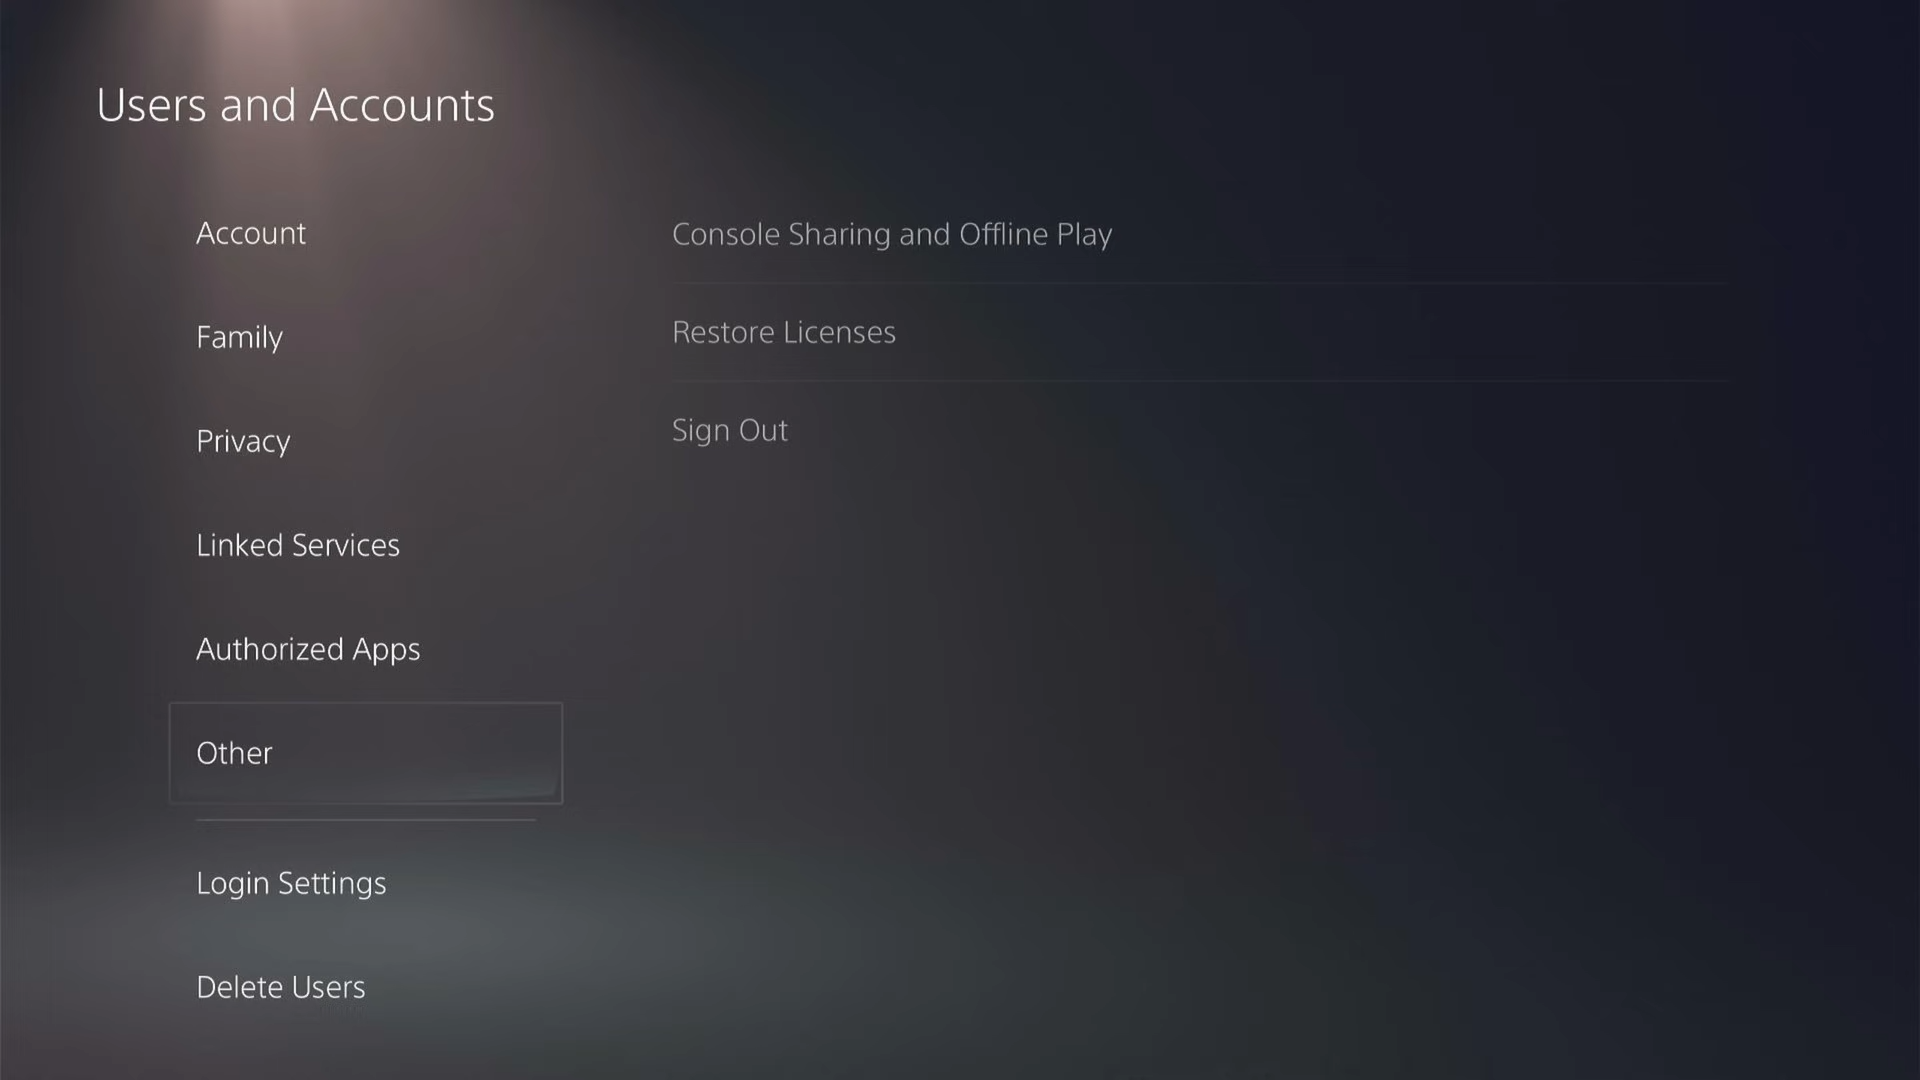 Users and Accounts
Account
Family
Privacy
Linked Services
Authorized Apps
Other
Login Settings
Delete Users
Console Sharing and Offline Play
Restore Licenses
Sign Out